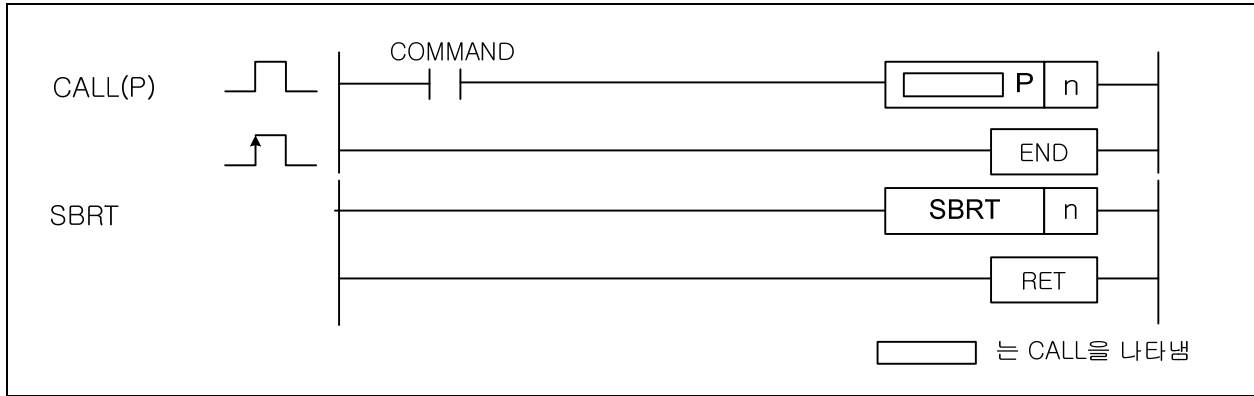 COMMAND
CALL(P) P n
END
SBRT SBRT n
RET
는 CALL을 나타냄